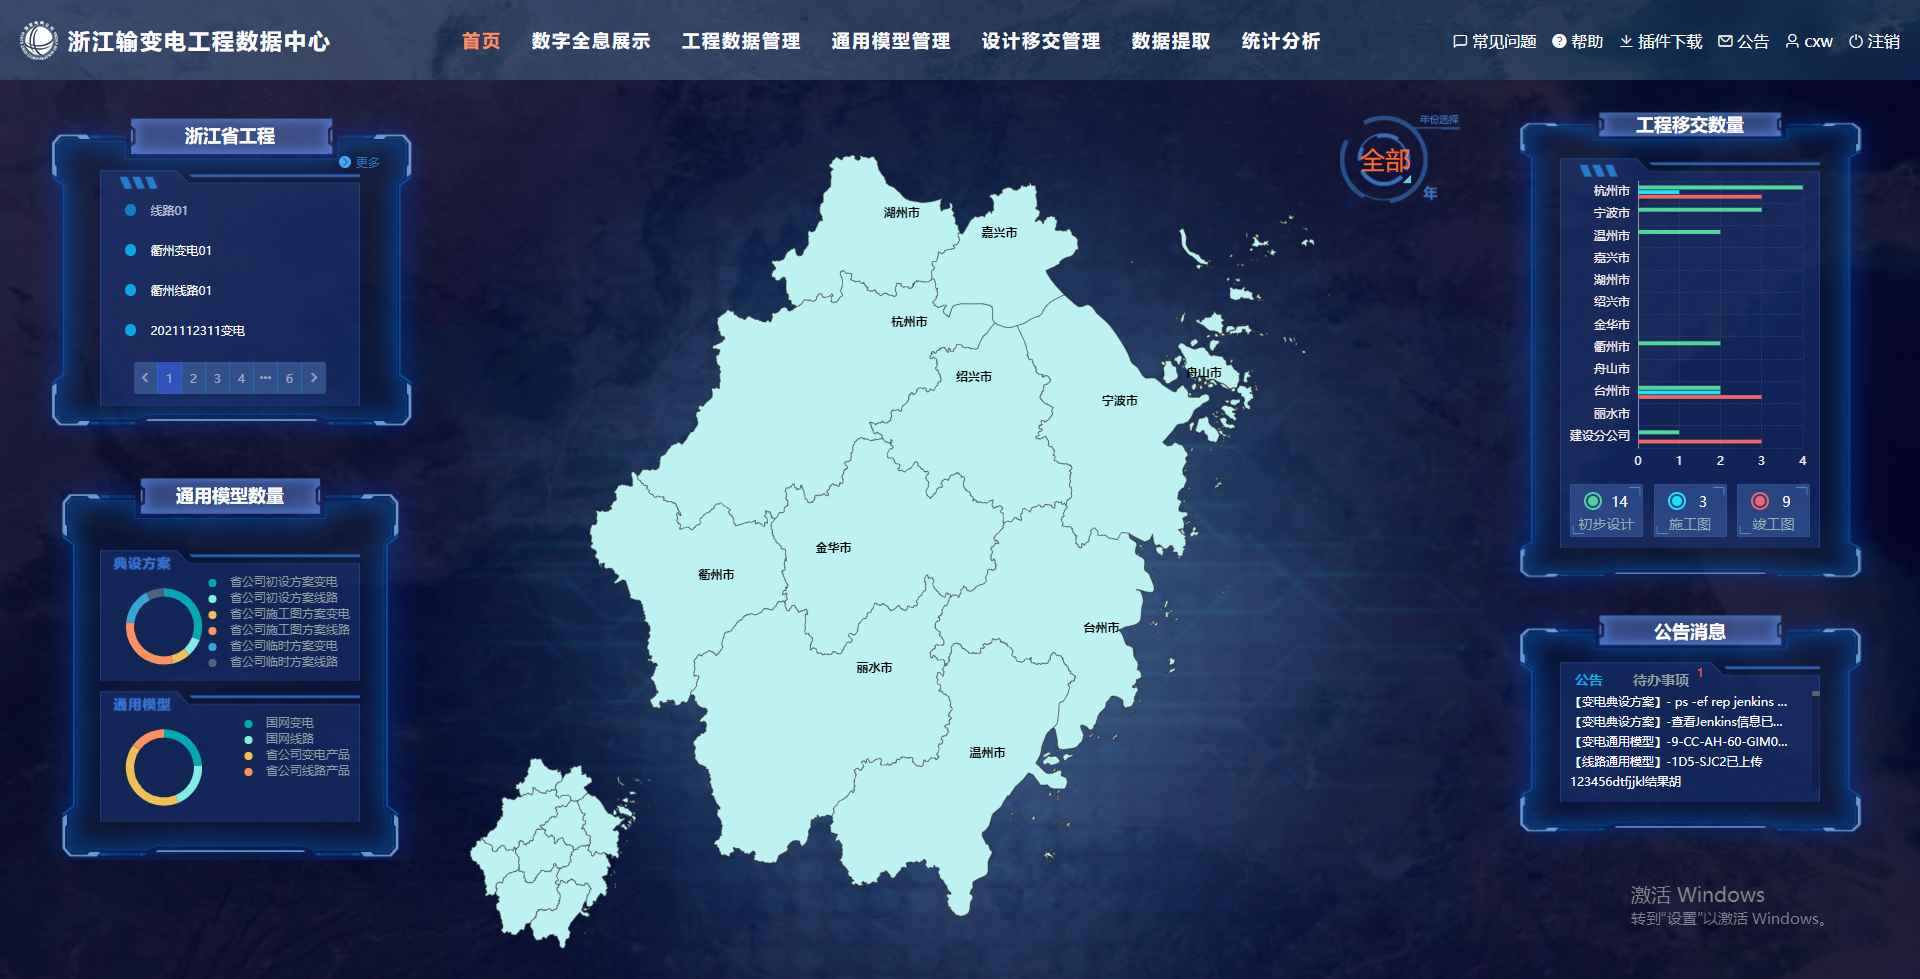 浙江输变电工程数据中心
首页 数字全息展示 工程数据管理 通用模型管理 设计移交管理 数据提取 统计分析
常见问题 帮助 插件下载 公告 cxw 注销
浙江省工程
更多
线路01
衢州变电01
衢州线路01
2021112311变电
1 2 3 4 ••• 6
通用模型数量
典设方案
省公司初设方案变电
省公司初设方案线路
省公司施工图方案变电
省公司施工图方案线路
省公司临时方案变电
省公司临时方案线路
通用模型
国网变电
国网线路
省公司变电产品
省公司线路产品
年份选择
全部
年
湖州市
嘉兴市
杭州市
绍兴市
舟山市
宁波市
金华市
衢州市
台州市
丽水市
温州市
工程移交数量
杭州市
宁波市
温州市
嘉兴市
湖州市
绍兴市
金华市
衢州市
舟山市
台州市
丽水市
建设分公司
0 1 2 3 4
14 3 9
初步设计 施工图 竣工图
公告消息
公告 待办事项 1
【变电典设方案】- ps -ef rep jenkins ...
【变电典设方案】-查看Jenkins信息已...
【变电通用模型】-9-CC-AH-60-GIM0...
【线路通用模型】-1D5-SJC2已上传
123456dtfjjkl结果胡
激活 Windows
转到“设置”以激活 Windows。